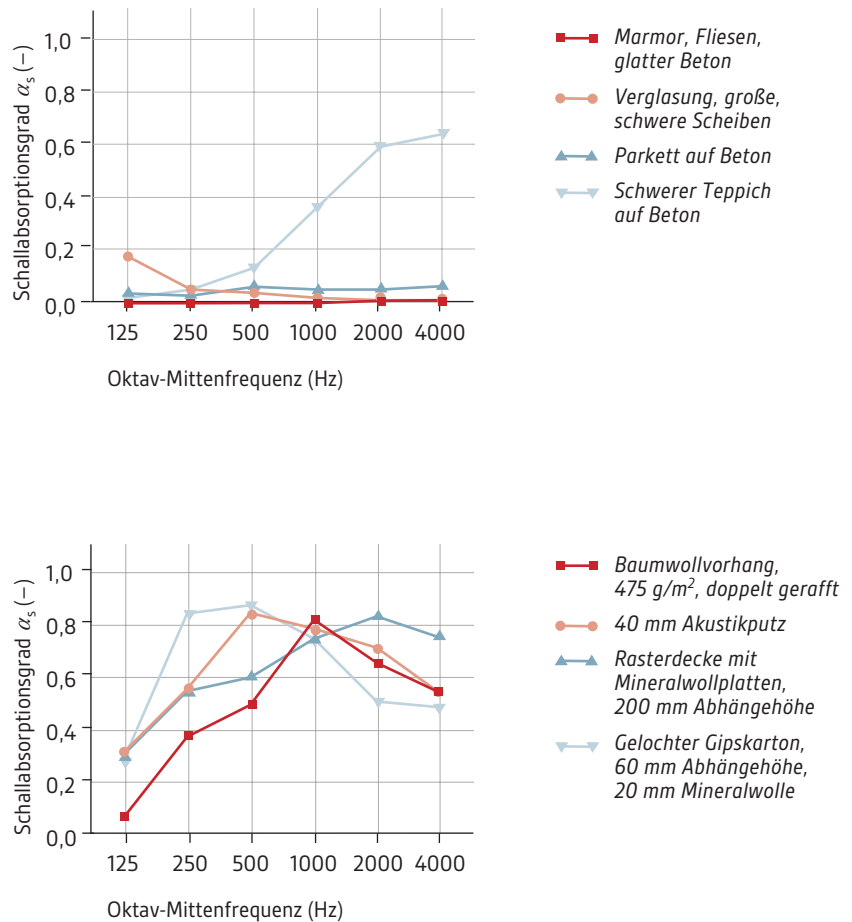 Schallabsorptionsgrad αs (–)
1,0
0,8
0,6
0,4
0,2
0,0
125 250 500 1000 2000 4000
Oktav-Mittenfrequenz (Hz)
Marmor, Fliesen,
glatter Beton
Verglasung, große,
schwere Scheiben
Parkett auf Beton
Schwerer Teppich
auf Beton
Schallabsorptionsgrad αs (–)
1,0
0,8
0,6
0,4
0,2
0,0
125 250 500 1000 2000 4000
Oktav-Mittenfrequenz (Hz)
Baumwollvorhang,
475 g/m², doppelt gerafft
40 mm Akustikputz
Rasterdecke mit
Mineralwollplatten,
200 mm Abhängehöhe
Gelochter Gipskarton,
60 mm Abhängehöhe,
20 mm Mineralwolle